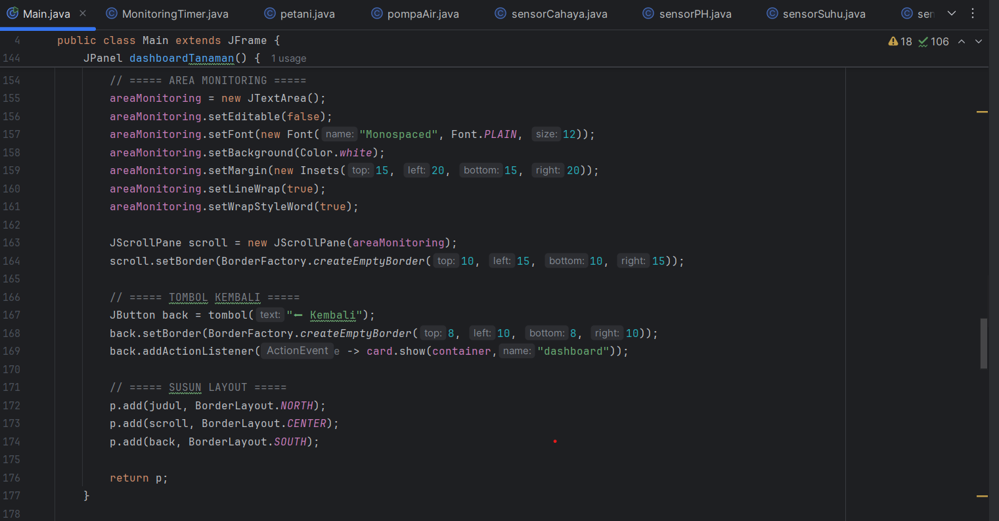 Main.java × MonitoringTimer.java petani.java pompaAir.java sensorCahaya.java sensorPH.java sensorSuhu.java sen
4 public class Main extends JFrame { 18 106
144 JPanel dashboardTanaman() { 1 usage
154 // ===== AREA MONITORING =====
155 areaMonitoring = new JTextArea();
156 areaMonitoring.setEditable(false);
157 areaMonitoring.setFont(new Font( name: "Monospaced", Font.PLAIN, size: 12));
158 areaMonitoring.setBackground(Color.white);
159 areaMonitoring.setMargin(new Insets( top: 15, left: 20, bottom: 15, right: 20));
160 areaMonitoring.setLineWrap(true);
161 areaMonitoring.setWrapStyleWord(true);
162
163 JScrollPane scroll = new JScrollPane(areaMonitoring);
164 scroll.setBorder(BorderFactory.createEmptyBorder( top: 10, left: 15, bottom: 10, right: 15));
165
166 // ===== TOMBOL KEMBALI =====
167 JButton back = tombol( text: "← Kembali");
168 back.setBorder(BorderFactory.createEmptyBorder( top: 8, left: 10, bottom: 8, right: 10));
169 back.addActionListener( ActionEvent e -> card.show(container, name: "dashboard"));
170
171 // ===== SUSUN LAYOUT =====
172 p.add(judul, BorderLayout.NORTH);
173 p.add(scroll, BorderLayout.CENTER);
174 p.add(back, BorderLayout.SOUTH);
175
176 return p;
177 }
178